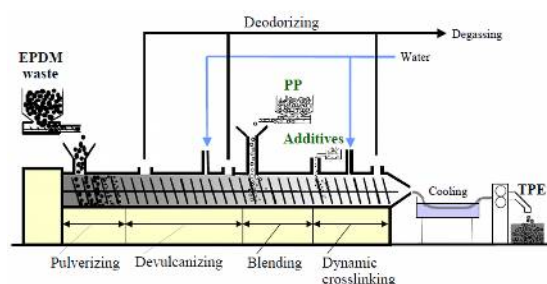 Deodorizing
Degassing
EPDM
waste
Water
PP
Additives
Cooling
TPE
Pulverizing
Devulcanizing
Blending
Dynamic
crosslinking